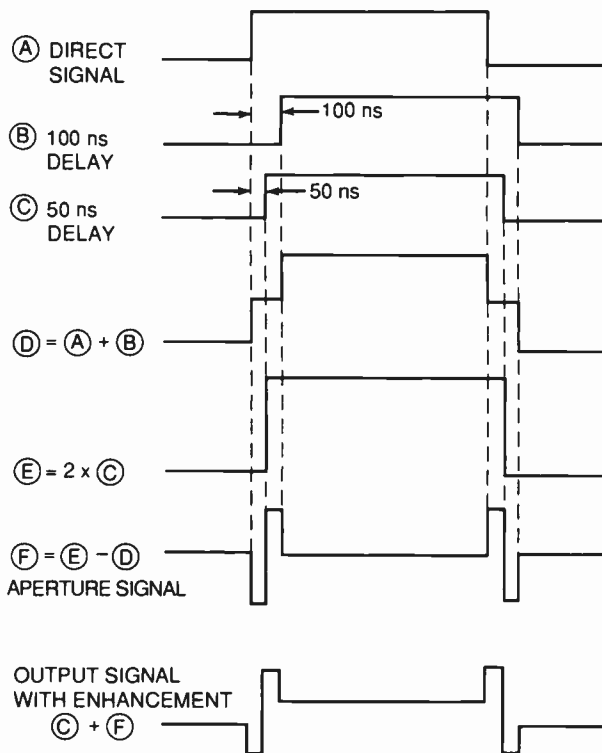 Ⓐ DIRECT
SIGNAL
100 ns
Ⓑ 100 ns
DELAY
Ⓒ 50 ns
DELAY
50 ns
Ⓓ = Ⓐ + Ⓑ
Ⓔ = 2 x Ⓒ
Ⓕ = Ⓔ − Ⓓ
APERTURE SIGNAL
OUTPUT SIGNAL
WITH ENHANCEMENT
Ⓒ + Ⓕ